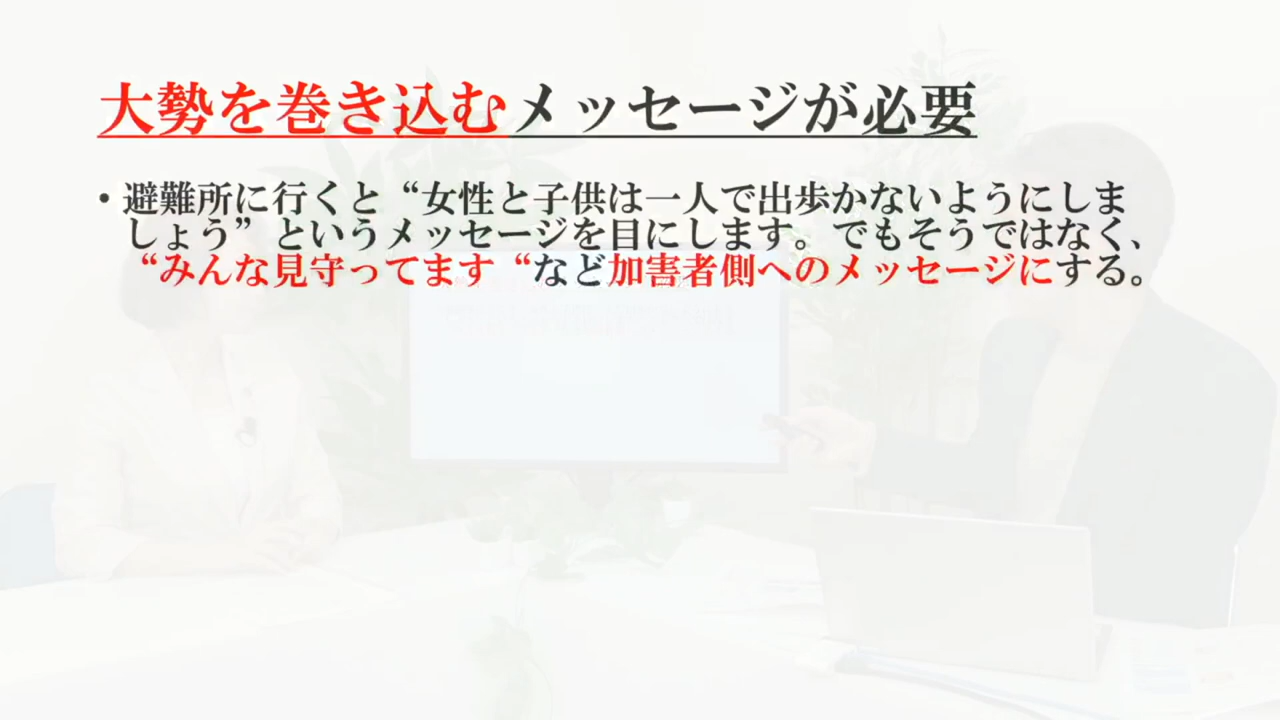 大勢を巻き込むメッセージが必要
• 避難所に行くと“女性と子供は一人で出歩かないようにしま
しょう”というメッセージを目にします。でもそうではなく、
“みんな見守ってます“など加害者側へのメッセージにする。